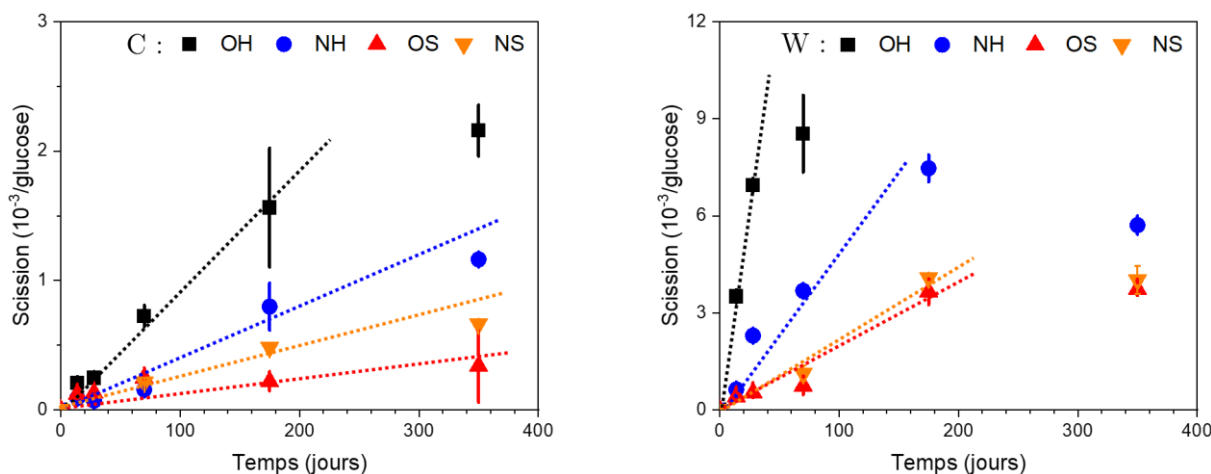 C : OH NH OS NS
3
2
1
0
Scission (10⁻³/glucose)
0 100 200 300 400
Temps (jours)
W : OH NH OS NS
12
9
6
3
0
Scission (10⁻³/glucose)
0 100 200 300 400
Temps (jours)